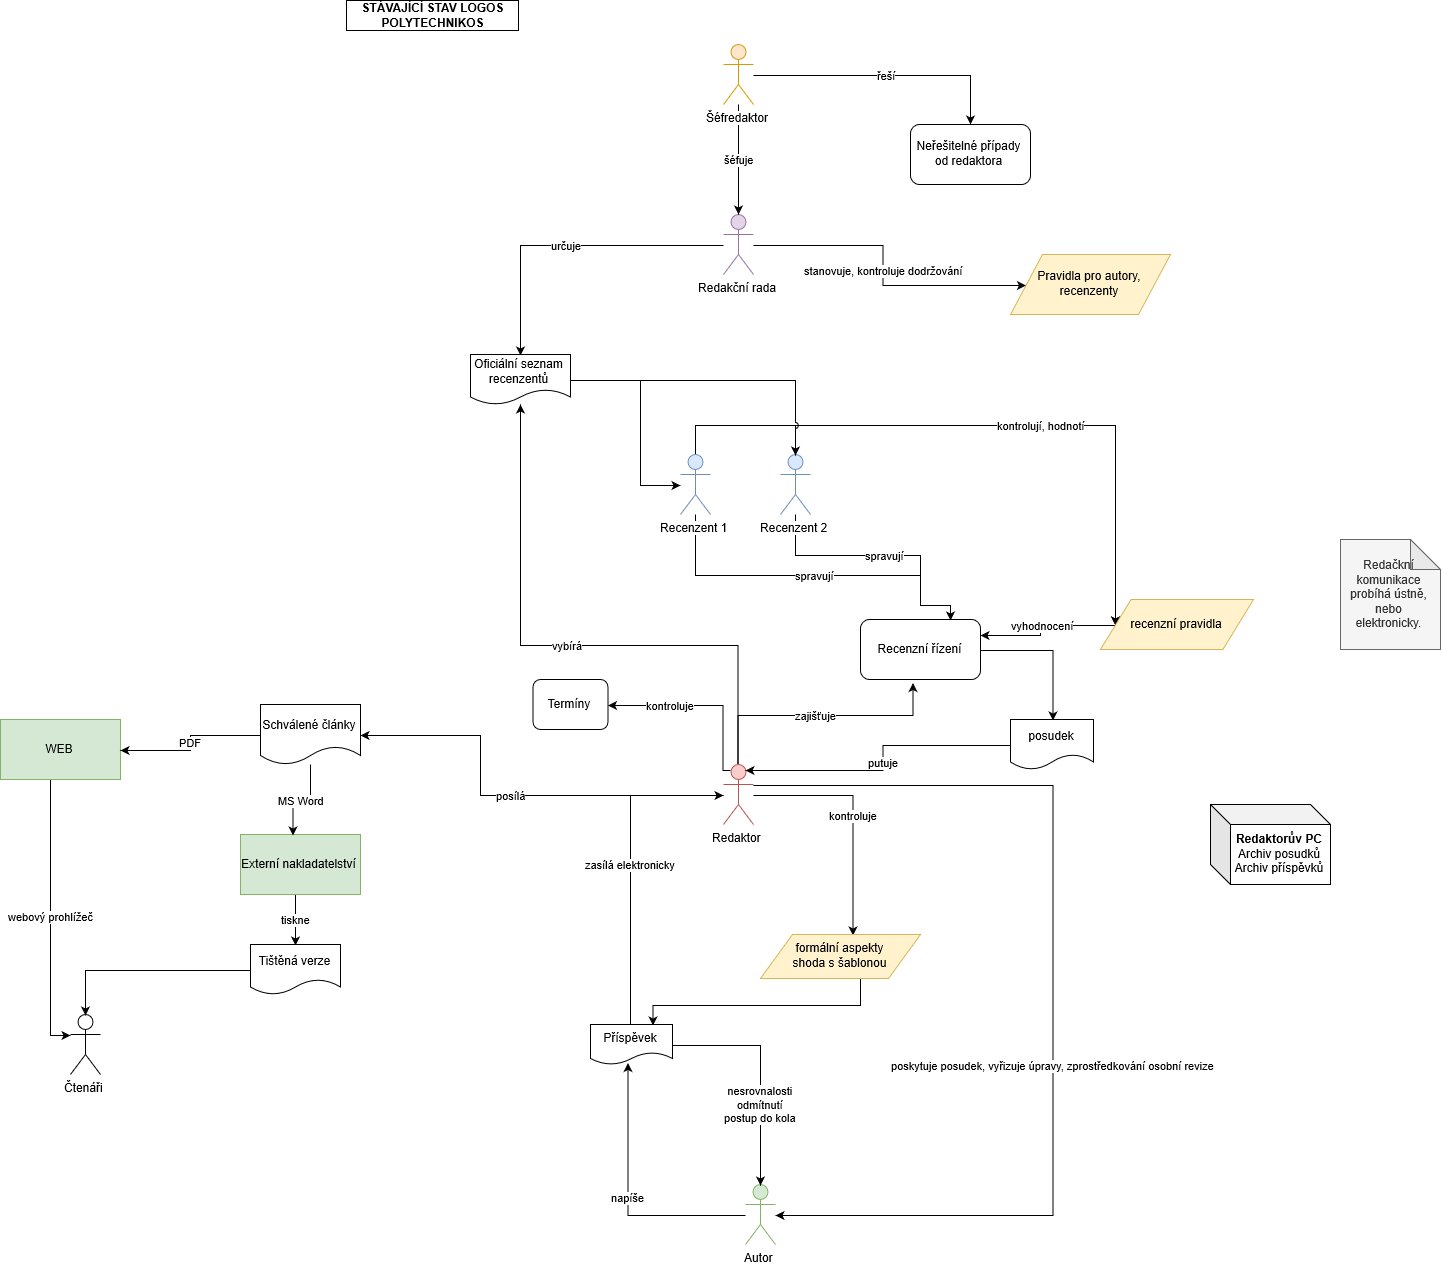 STÁVAJÍCÍ STAV LOGOS
POLYTECHNIKOS
řeší
Šéfredaktor
Neřešitelné případy
od redaktora
šéfuje
určuje
stanovuje, kontroluje dodržování
Redakční rada
Pravidla pro autory,
recenzenty
Oficiální seznam
recenzentů
kontrolují, hodnotí
Recenzent 1
Recenzent 2
spravují
spravují
Redačkní
komunikace
probíhá ústně,
nebo
elektronicky.
vyhodnocení
recenzní pravidla
Recenzní řízení
vybírá
Termíny
kontroluje
zajišťuje
posudek
Schválené články
WEB
PDF
putuje
posílá
MS Word
Redaktor
kontroluje
Externí nakladatelství
zasílá elektronicky
Redaktorův PC
Archiv posudků
Archiv příspěvků
webový prohlížeč
tiskne
Tištěná verze
formální aspekty
shoda s šablonou
Příspěvek
Čtenáři
poskytuje posudek, vyřizuje úpravy, zprostředkování osobní revize
nesrovnalosti
odmítnutí
postup do kola
napíše
Autor